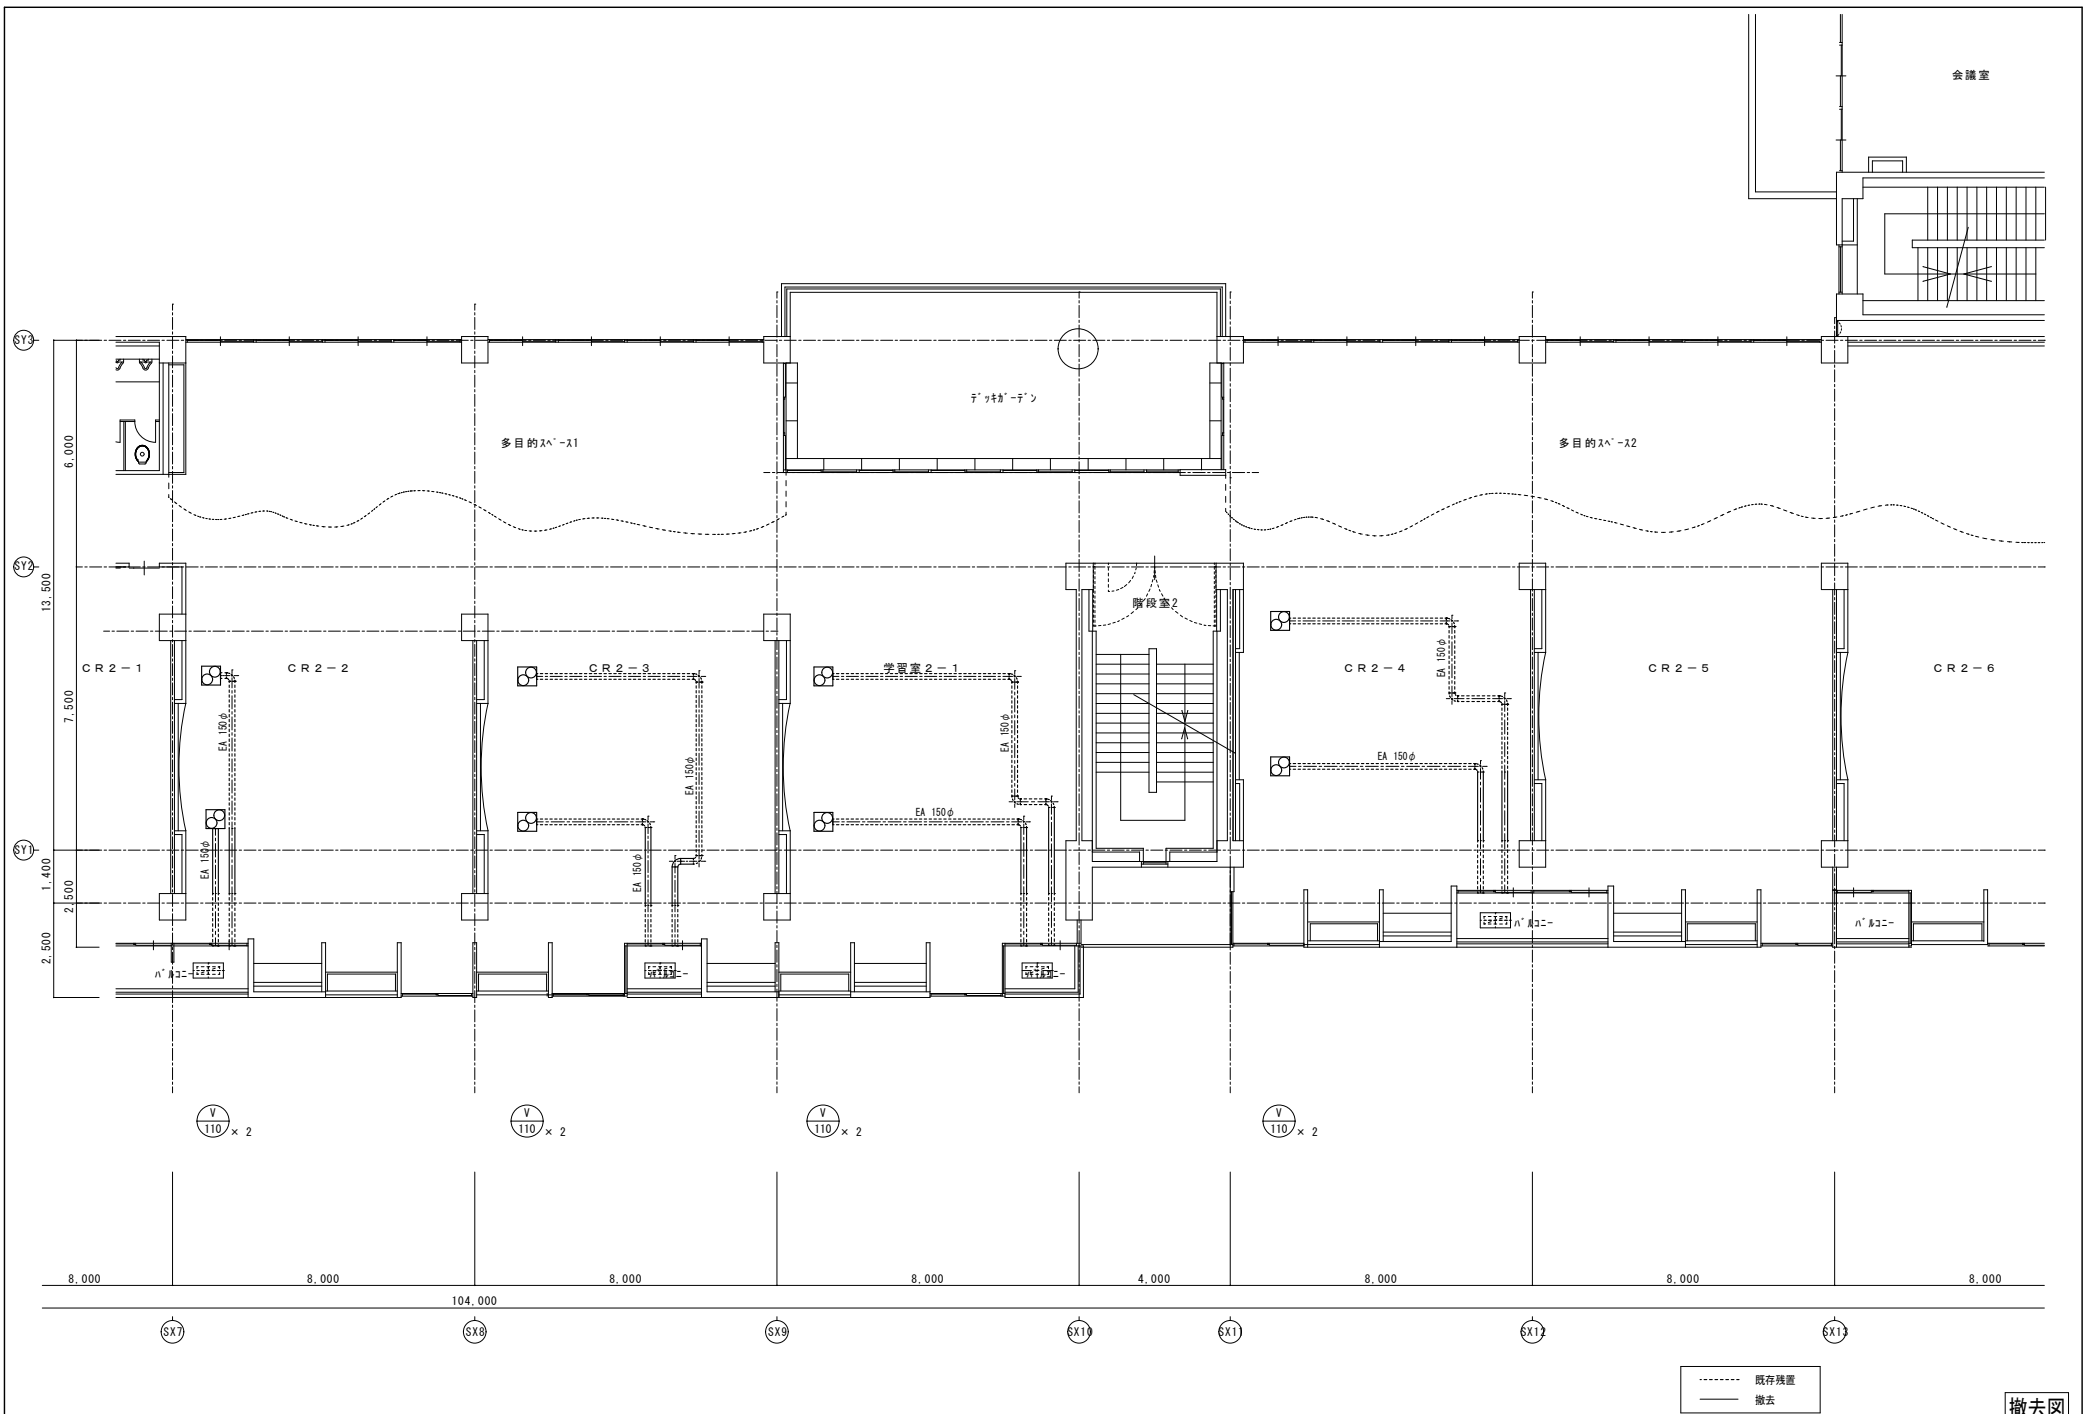 会議室
SY3
デッキガーデン
6,000
多目的スペース1
多目的スペース2
SY2
13,500
階段室2
CR2-1
CR2-2
CR2-3
学習室2-1
CR2-4
CR2-5
CR2-6
EA 150φ
7,500
EA 150φ
EA 150φ
EA 150φ
EA 150φ
EA 150φ
SY1
EA 150φ
EA 150φ
1,400
2,500
2,500
バルコニー
バルコニー
バルコニー
バルコニー
バルコニー
V
110 × 2
V
110 × 2
V
110 × 2
V
110 × 2
8,000
8,000
8,000
8,000
4,000
8,000
8,000
8,000
104,000
SX7
SX8
SX9
SX10
SX11
SX12
SX13
既存残置
撤去
撤去図